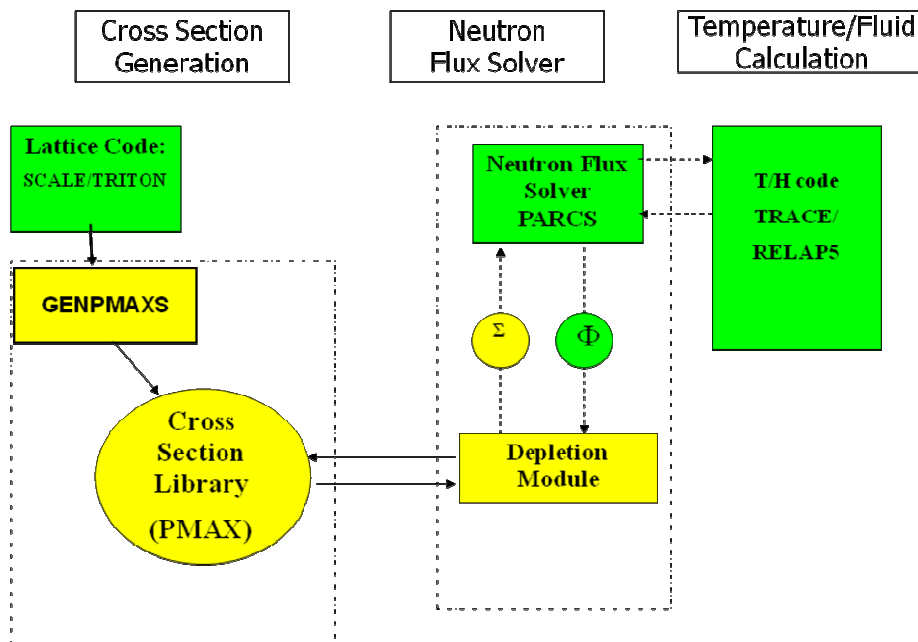 Cross Section
Generation
Neutron
Flux Solver
Temperature/Fluid
Calculation
Lattice Code:
SCALE/TRITON
GENPMAXS
Cross
Section
Library
(PMAX)
Neutron Flux
Solver
PARCS
Σ
Φ
Depletion
Module
T/H code
TRACE/
RELAP5